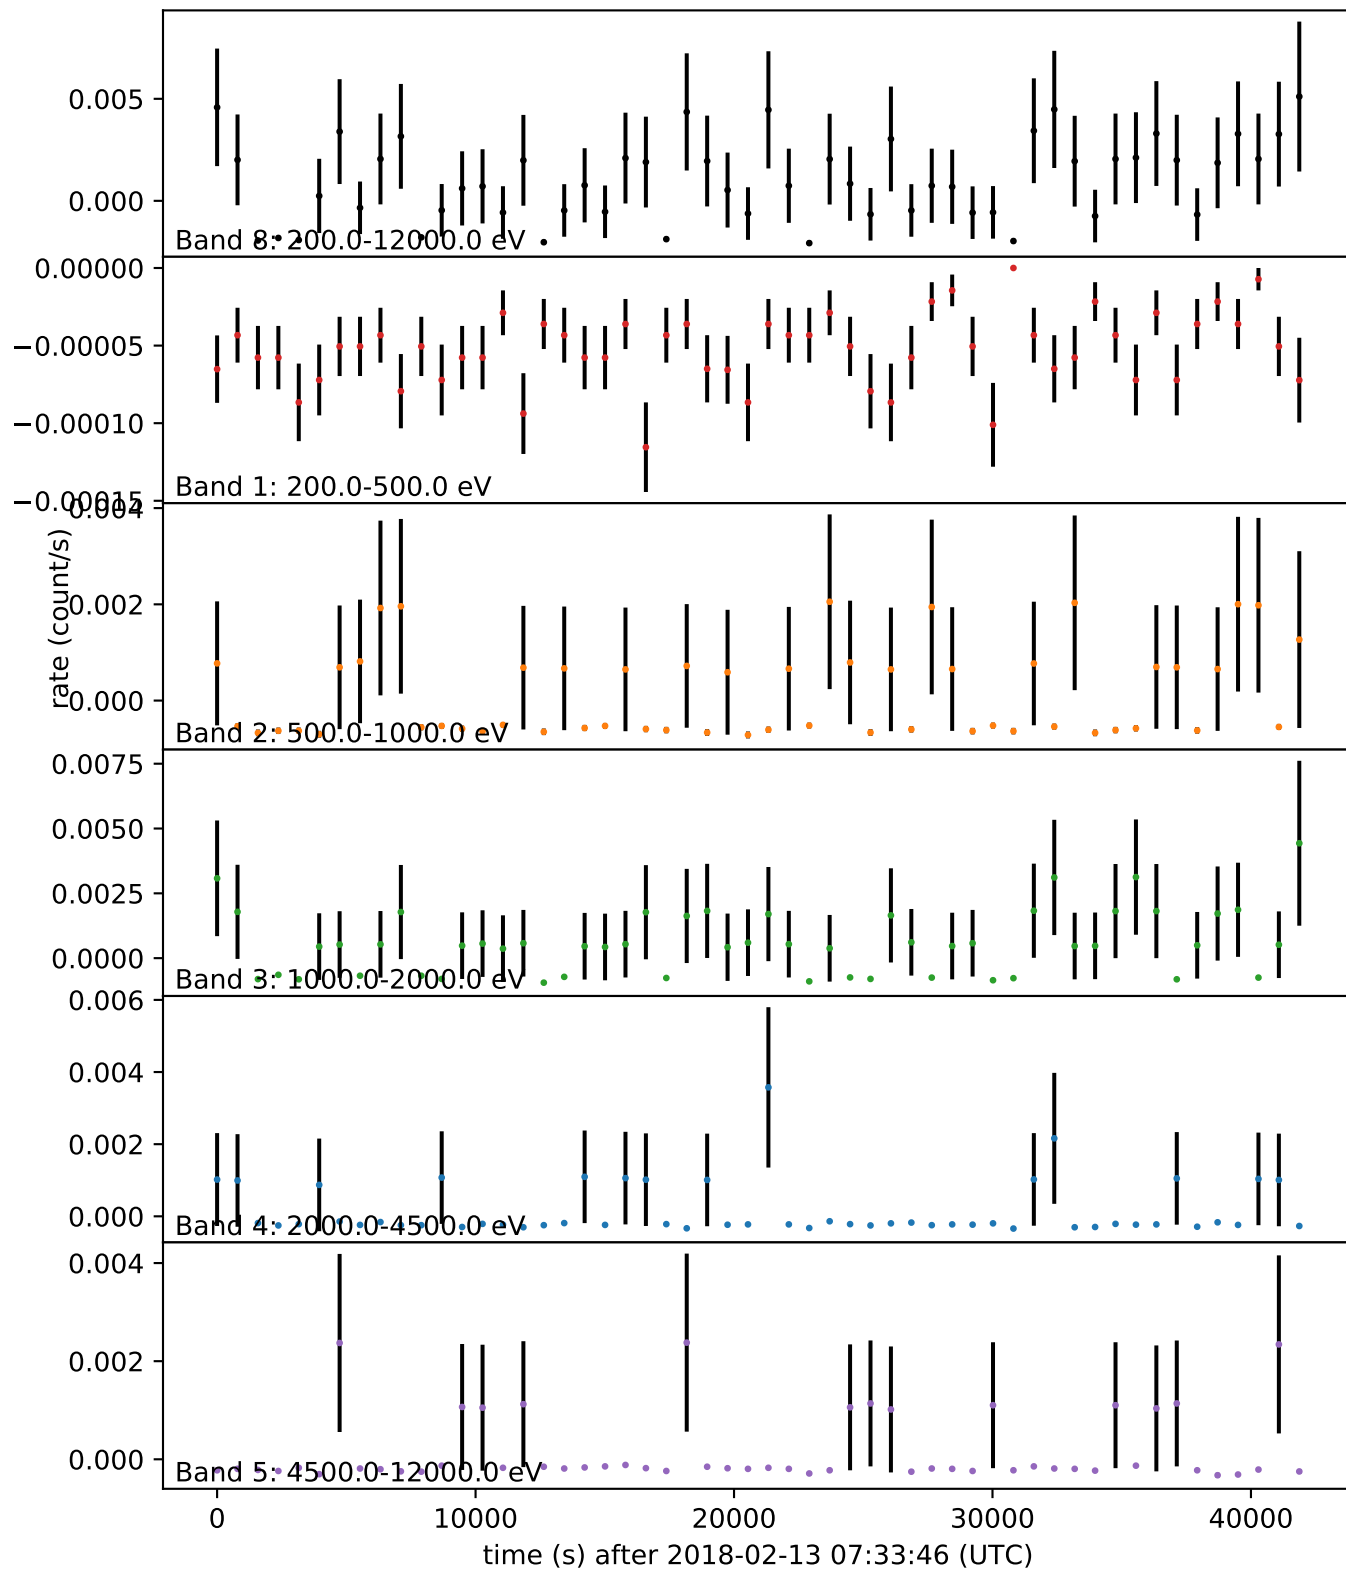 0.005
0.000
Band 8: 200.0-12000.0 eV
0.00000
−0.00005
−0.00010
−0.00015
Band 1: 200.0-500.0 eV
0.004
0.002
0.000
Band 2: 500.0-1000.0 eV
rate (count/s)
0.0075
0.0050
0.0025
0.0000
Band 3: 1000.0-2000.0 eV
0.006
0.004
0.002
0.000
Band 4: 2000.0-4500.0 eV
0.004
0.002
0.000
Band 5: 4500.0-12000.0 eV
0 10000 20000 30000 40000
time (s) after 2018-02-13 07:33:46 (UTC)